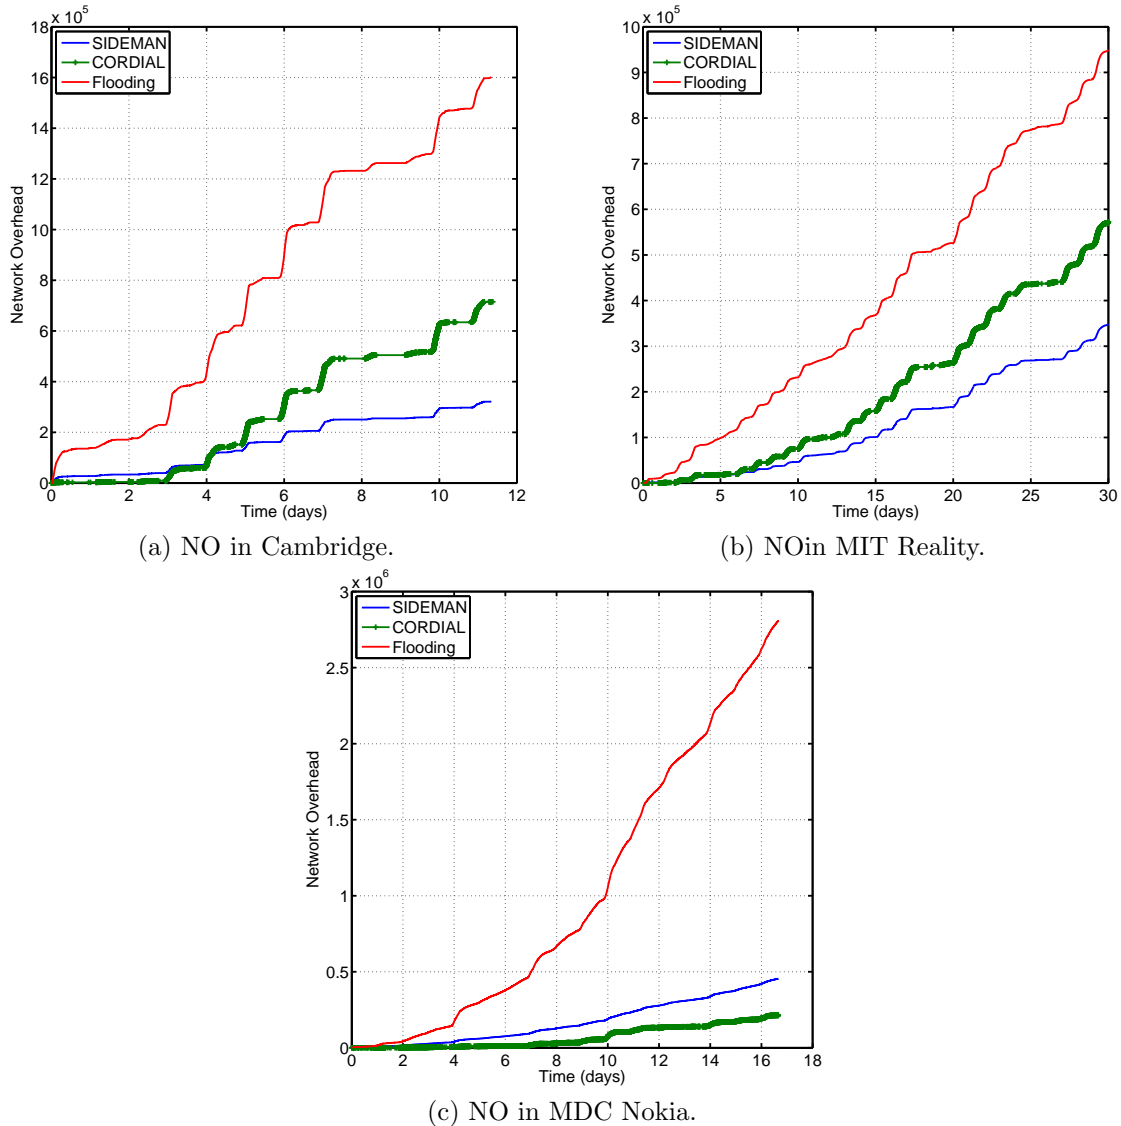 x 10^5
18
16
14
12
10
8
6
4
2
0
Network Overhead
SIDEMAN
CORDIAL
Flooding
0 2 4 6 8 10 12
Time (days)
(a) NO in Cambridge.
x 10^5
10
9
8
7
6
5
4
3
2
1
0
Network Overhead
SIDEMAN
CORDIAL
Flooding
0 5 10 15 20 25 30
Time (days)
(b) NOin MIT Reality.
x 10^6
3
2.5
2
1.5
1
0.5
0
Network Overhead
SIDEMAN
CORDIAL
Flooding
0 2 4 6 8 10 12 14 16 18
Time (days)
(c) NO in MDC Nokia.